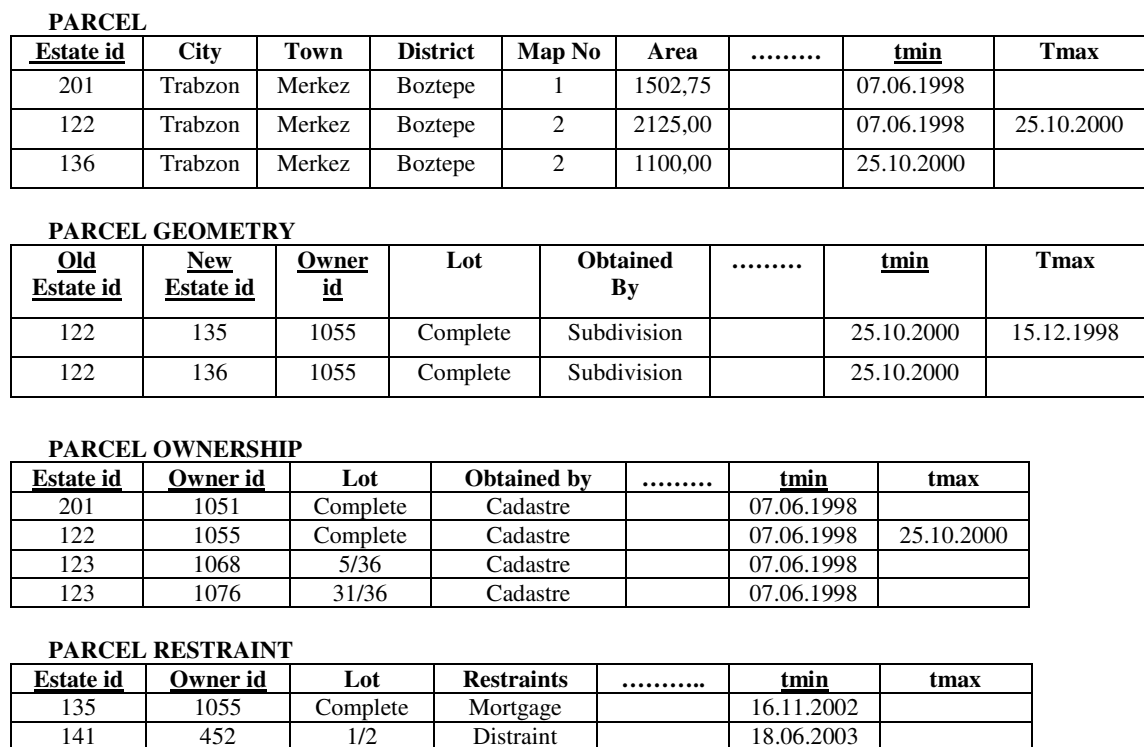 PARCEL
Estate id City Town District Map No Area ……… tmin Tmax
201 Trabzon Merkez Boztepe 1 1502,75 07.06.1998
122 Trabzon Merkez Boztepe 2 2125,00 07.06.1998 25.10.2000
136 Trabzon Merkez Boztepe 2 1100,00 25.10.2000
PARCEL GEOMETRY
Old New Owner Lot Obtained ……… tmin Tmax
Estate id Estate id id By
122 135 1055 Complete Subdivision 25.10.2000 15.12.1998
122 136 1055 Complete Subdivision 25.10.2000
PARCEL OWNERSHIP
Estate id Owner id Lot Obtained by ……… tmin tmax
201 1051 Complete Cadastre 07.06.1998
122 1055 Complete Cadastre 07.06.1998 25.10.2000
123 1068 5/36 Cadastre 07.06.1998
123 1076 31/36 Cadastre 07.06.1998
PARCEL RESTRAINT
Estate id Owner id Lot Restraints ……….. tmin tmax
135 1055 Complete Mortgage 16.11.2002
141 452 1/2 Distraint 18.06.2003